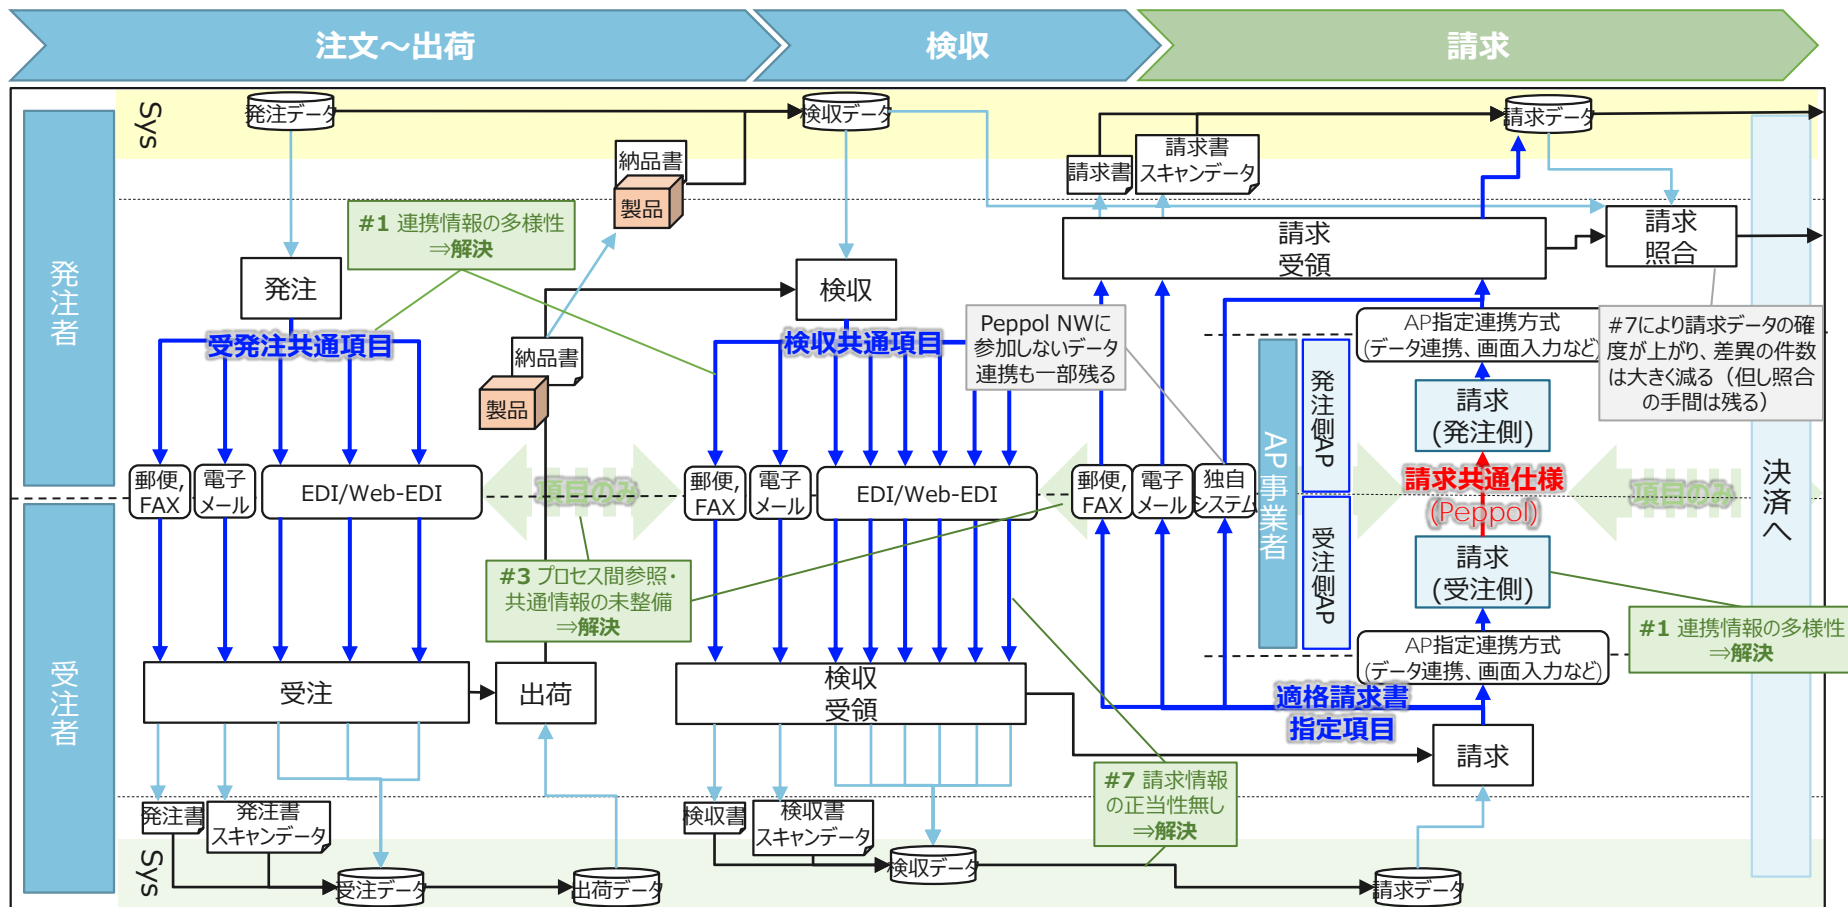 注文～出荷
検収
請求
発注者
Sys
発注データ
検収データ
請求データ
納品書
製品
請求書
請求書
スキャンデータ
#1 連携情報の多様性
⇒解決
発注
検収
請求
受領
請求
照合
受発注共通項目
検収共通項目
納品書
製品
Peppol NWに
参加しないデータ
連携も一部残る
AP指定連携方式
(データ連携、画面入力など)
#7により請求データの確
度が上がり、差異の件数
は大きく減る（但し照合
の手間は残る）
AP事業者
発注側AP
請求
(発注側)
郵便,
FAX
電子
メール
EDI/Web-EDI
項目のみ
郵便,
FAX
電子
メール
EDI/Web-EDI
郵便,
FAX
電子
メール
独自
システム
請求共通仕様
(Peppol)
項目のみ
決済へ
受注者
受注側AP
#3 プロセス間参照・
共通情報の未整備
⇒解決
請求
(受注側)
#1 連携情報の多様性
⇒解決
AP指定連携方式
(データ連携、画面入力など)
受注
出荷
検収
受領
適格請求書
指定項目
請求
#7 請求情報
の正当性無し
⇒解決
発注書
発注書
スキャンデータ
検収書
検収書
スキャンデータ
Sys
受注データ
出荷データ
検収データ
請求データ